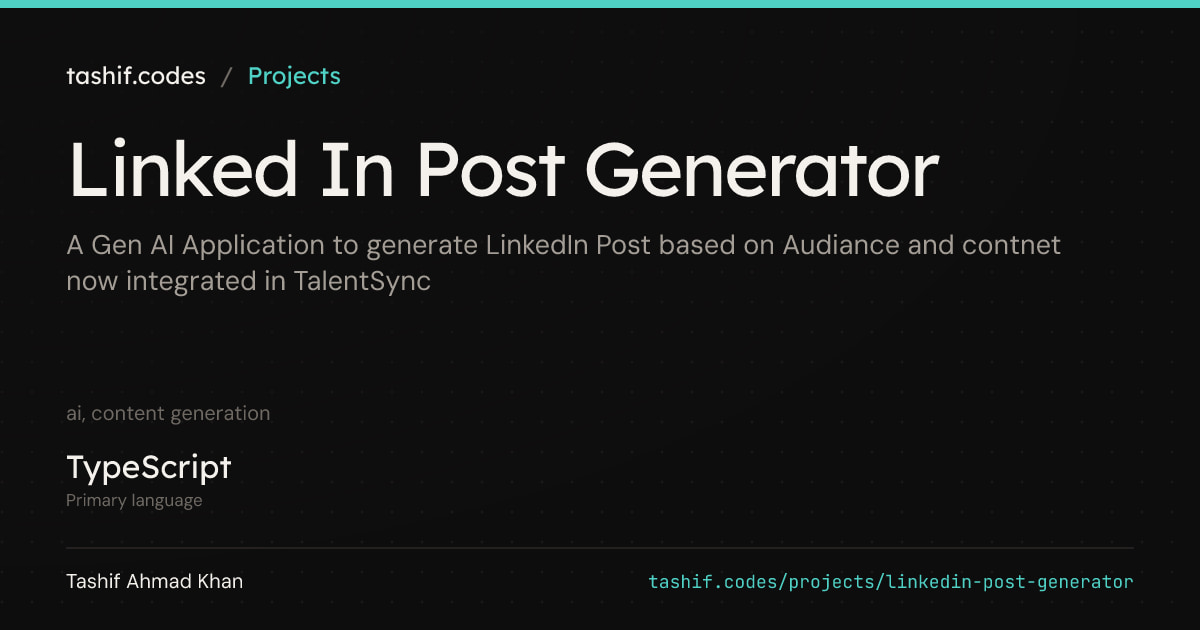 tashif.codes / Projects
Linked In Post Generator
A Gen AI Application to generate LinkedIn Post based on Audiance and contnet
now integrated in TalentSync
ai, content generation
TypeScript
Primary language
Tashif Ahmad Khan
tashif.codes/projects/linkedin-post-generator